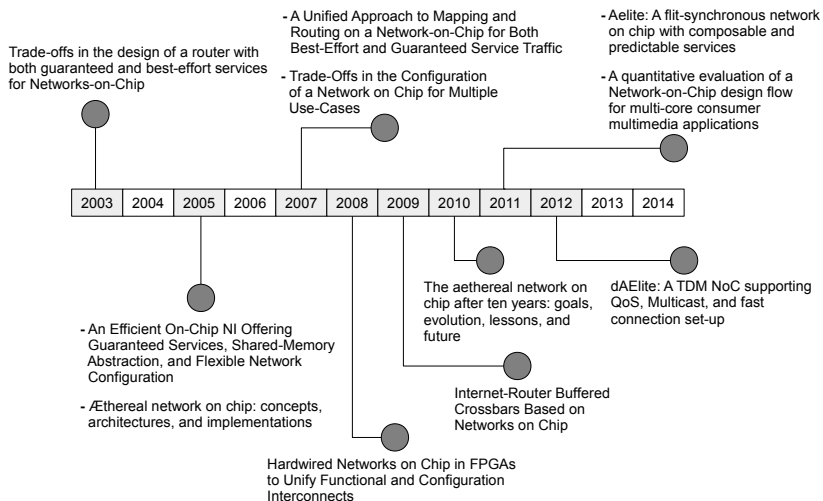 Trade-offs in the design of a router with
both guaranteed and best-effort services
for Networks-on-Chip
- A Unified Approach to Mapping and
Routing on a Network-on-Chip for Both
Best-Effort and Guaranteed Service Traffic
- Trade-Offs in the Configuration
of a Network on Chip for Multiple
Use-Cases
- Aelite: A flit-synchronous network
on chip with composable and
predictable services
- A quantitative evaluation of a
Network-on-Chip design flow
for multi-core consumer
multimedia applications
2003 2004 2005 2006 2007 2008 2009 2010 2011 2012 2013 2014
- An Efficient On-Chip NI Offering
Guaranteed Services, Shared-Memory
Abstraction, and Flexible Network
Configuration
- Æthereal network on chip: concepts,
architectures, and implementations
Hardwired Networks on Chip in FPGAs
to Unify Functional and Configuration
Interconnects
Internet-Router Buffered
Crossbars Based on
Networks on Chip
The aethereal network on
chip after ten years: goals,
evolution, lessons, and
future
dAElite: A TDM NoC supporting
QoS, Multicast, and fast
connection set-up